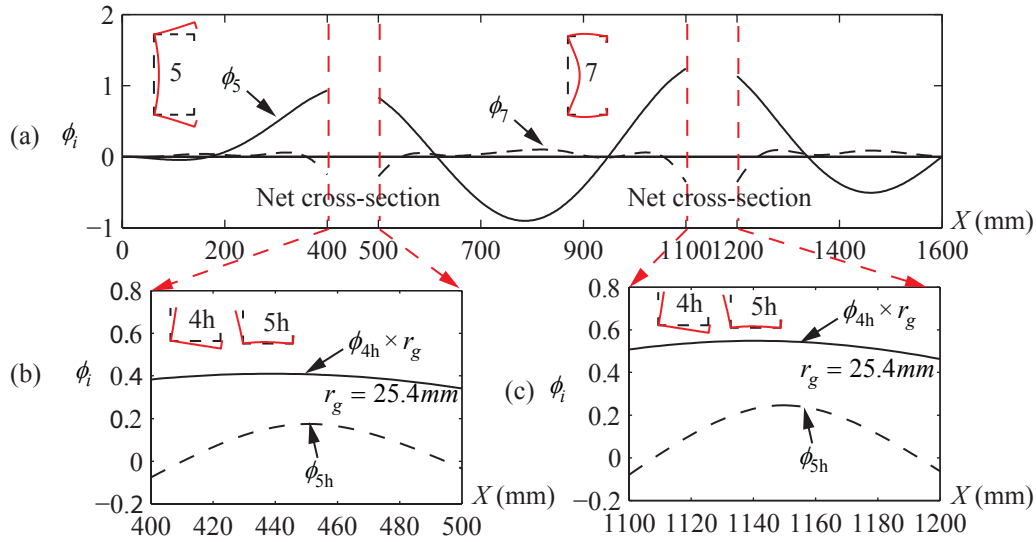 2
1
0
−1
(a)
ϕi
5
ϕ5
7
ϕ7
Net cross-section
Net cross-section
0 200 400 500 700 900 1100 1200 1400 1600
X (mm)
0.8
0.6
0.4
0.2
0
−0.2
(b)
ϕi
4h
5h
ϕ4h × rg
rg = 25.4mm
ϕ5h
400 420 440 460 480 500
X (mm)
0.8
0.6
0.4
0.2
0
−0.2
(c)
ϕi
4h
5h
ϕ4h × rg
rg = 25.4mm
ϕ5h
1100 1120 1140 1160 1180 1200
X (mm)